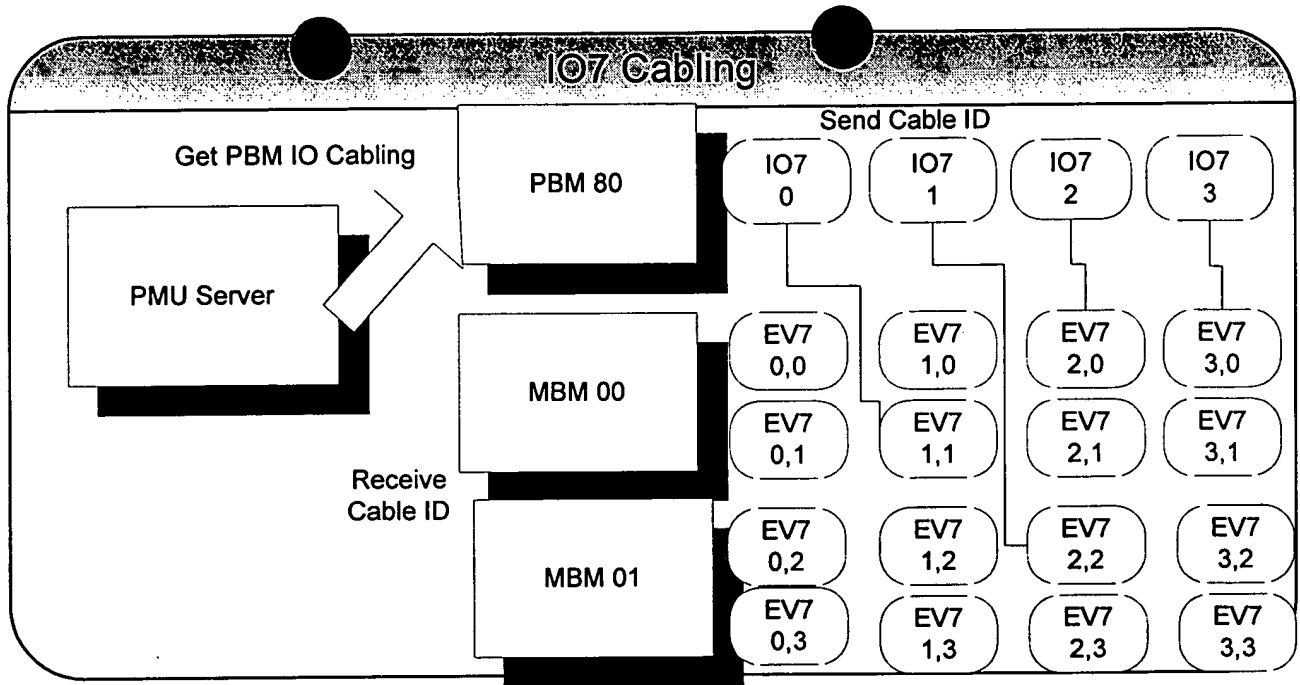 IO7 Cabling
Send Cable ID
Get PBM IO Cabling
PMU Server
PBM 80
IO7
0
IO7
1
IO7
2
IO7
3
MBM 00
EV7
0,0
EV7
1,0
EV7
2,0
EV7
3,0
EV7
0,1
EV7
1,1
EV7
2,1
EV7
3,1
Receive
Cable ID
MBM 01
EV7
0,2
EV7
1,2
EV7
2,2
EV7
3,2
EV7
0,3
EV7
1,3
EV7
2,3
EV7
3,3